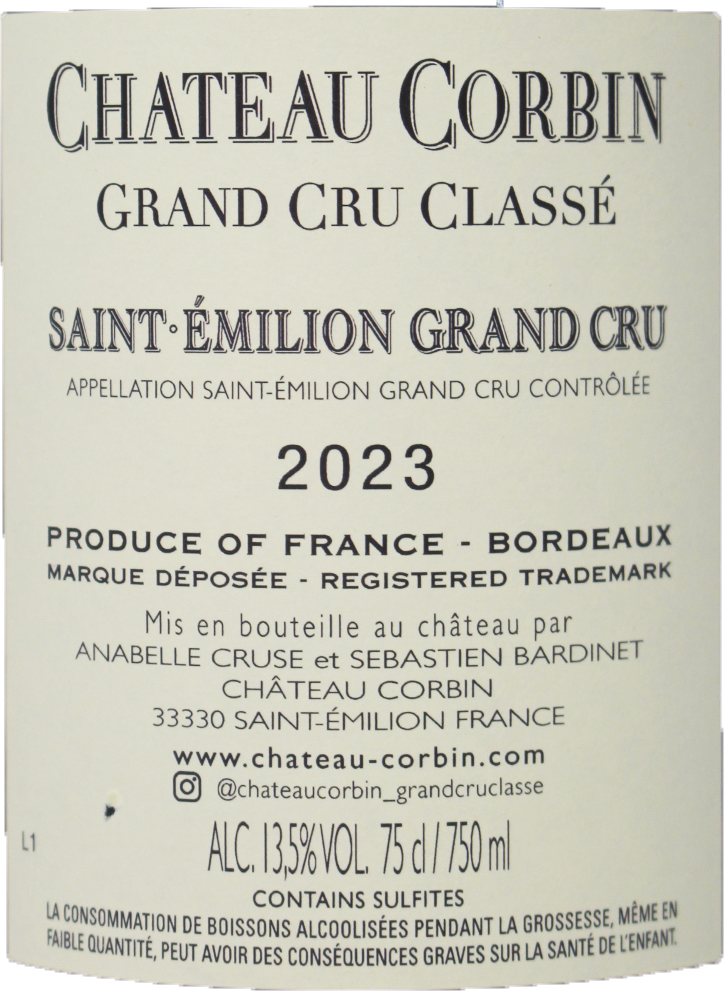 CHATEAU CORBIN
GRAND CRU CLASSÉ
SAINT·ÉMILION GRAND CRU
APPELLATION SAINT-ÉMILION GRAND CRU CONTRÔLÉE
2023
PRODUCE OF FRANCE - BORDEAUX
MARQUE DÉPOSÉE - REGISTERED TRADEMARK
Mis en bouteille au château par
ANABELLE CRUSE et SEBASTIEN BARDINET
CHÂTEAU CORBIN
33330 SAINT-ÉMILION FRANCE
www.chateau-corbin.com
@chateaucorbin_grandcruclasse
L1
ALC. 13,5% VOL. 75 cl / 750 ml
CONTAINS SULFITES
LA CONSOMMATION DE BOISSONS ALCOOLISÉES PENDANT LA GROSSESSE, MÊME EN
FAIBLE QUANTITÉ, PEUT AVOIR DES CONSÉQUENCES GRAVES SUR LA SANTÉ DE L'ENFANT.